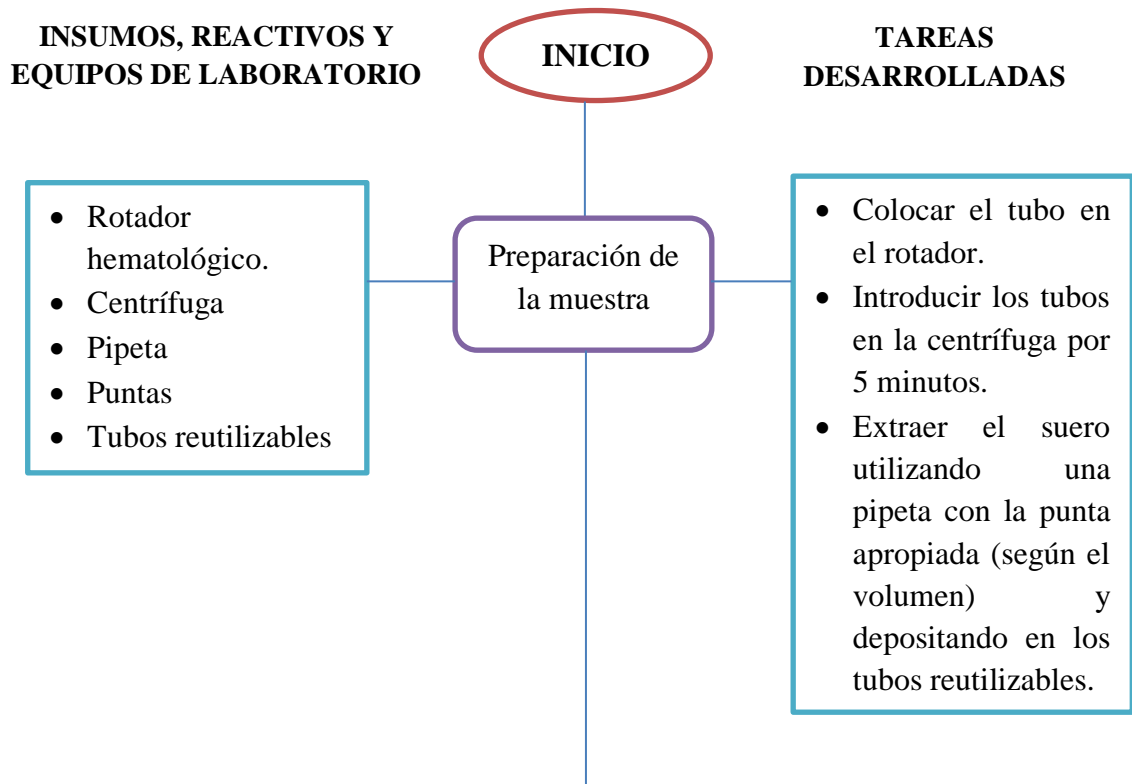 INSUMOS, REACTIVOS Y
EQUIPOS DE LABORATORIO
INICIO
TAREAS
DESARROLLADAS
• Rotador
hematológico.
• Centrífuga
• Pipeta
• Puntas
• Tubos reutilizables
Preparación de
la muestra
• Colocar el tubo en
el rotador.
• Introducir los tubos
en la centrífuga por
5 minutos.
• Extraer el suero
utilizando una
pipeta con la punta
apropiada (según el
volumen) y
depositando en los
tubos reutilizables.